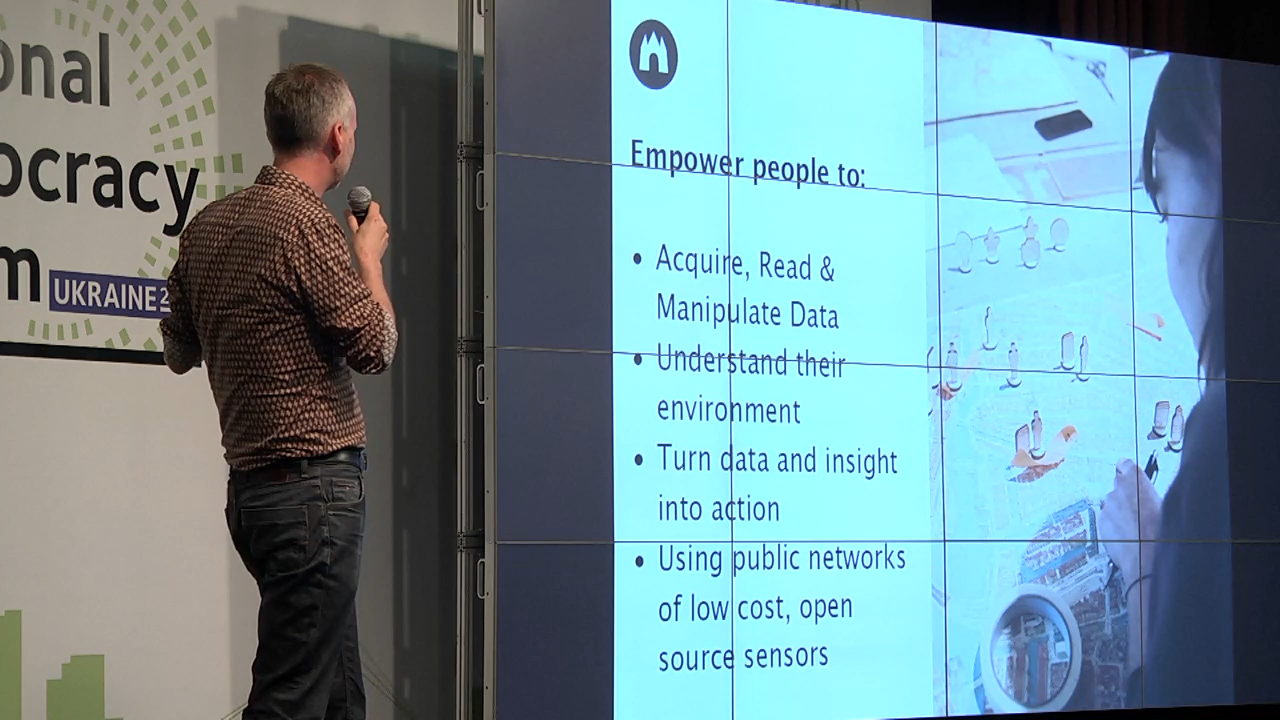 onal
ocracy
m UKRAINE
Empower people to:
• Acquire, Read &
Manipulate Data
• Understand their
environment
• Turn data and insight
into action
• Using public networks
of low cost, open
source sensors